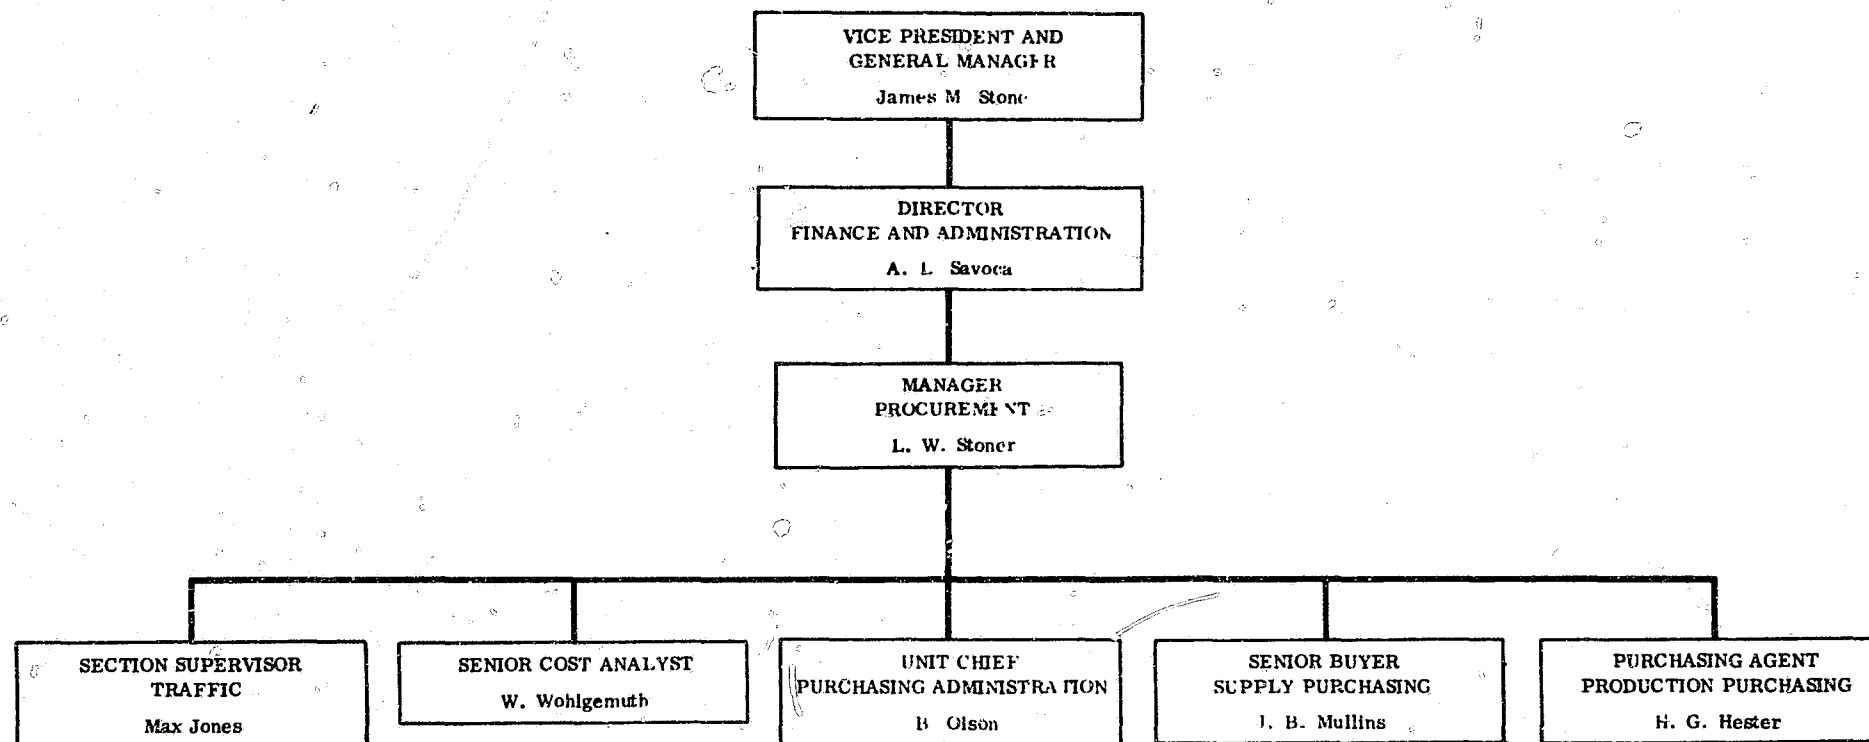 VICE PRESIDENT AND
GENERAL MANAGER
James M Stone
DIRECTOR
FINANCE AND ADMINISTRATION
A. L Savoca
MANAGER
PROCUREMENT
L. W. Stoner
SECTION SUPERVISOR
TRAFFIC
Max Jones
SENIOR COST ANALYST
W. Wohlgemuth
UNIT CHIEF
PURCHASING ADMINISTRATION
B Olson
SENIOR BUYER
SUPPLY PURCHASING
B. Mullins
PURCHASING AGENT
PRODUCTION PURCHASING
H. G. Hester